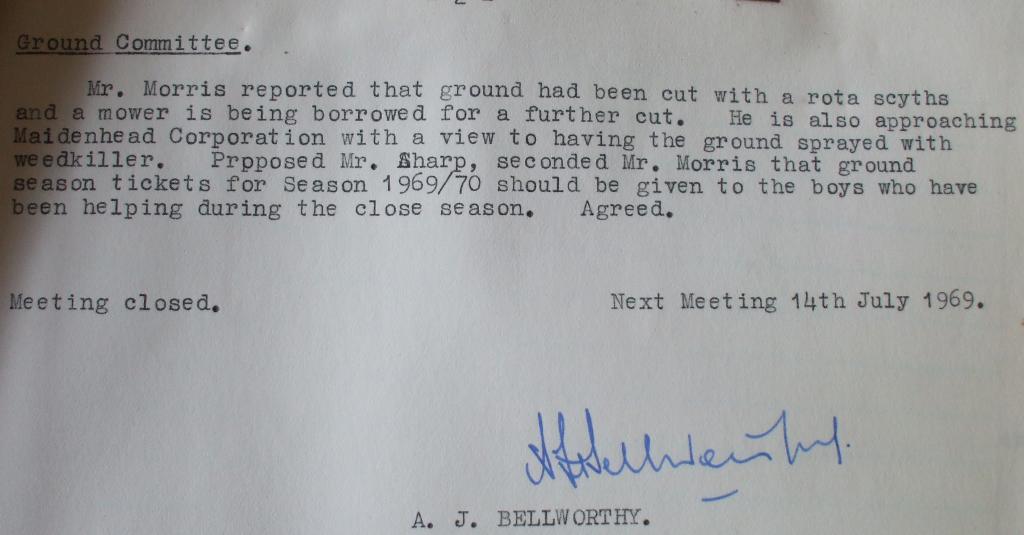 - 2 -
Ground Committee.
Mr. Morris reported that ground had been cut with a rota scyths
and a mower is being borrowed for a further cut. He is also approaching
Maidenhead Corporation with a view to having the ground sprayed with
weedkiller. Prpposed Mr. Sharp, seconded Mr. Morris that ground
season tickets for Season 1969/70 should be given to the boys who have
been helping during the close season. Agreed.
Meeting closed. Next Meeting 14th July 1969.
A J Bellworthy.
A. J. BELLWORTHY.